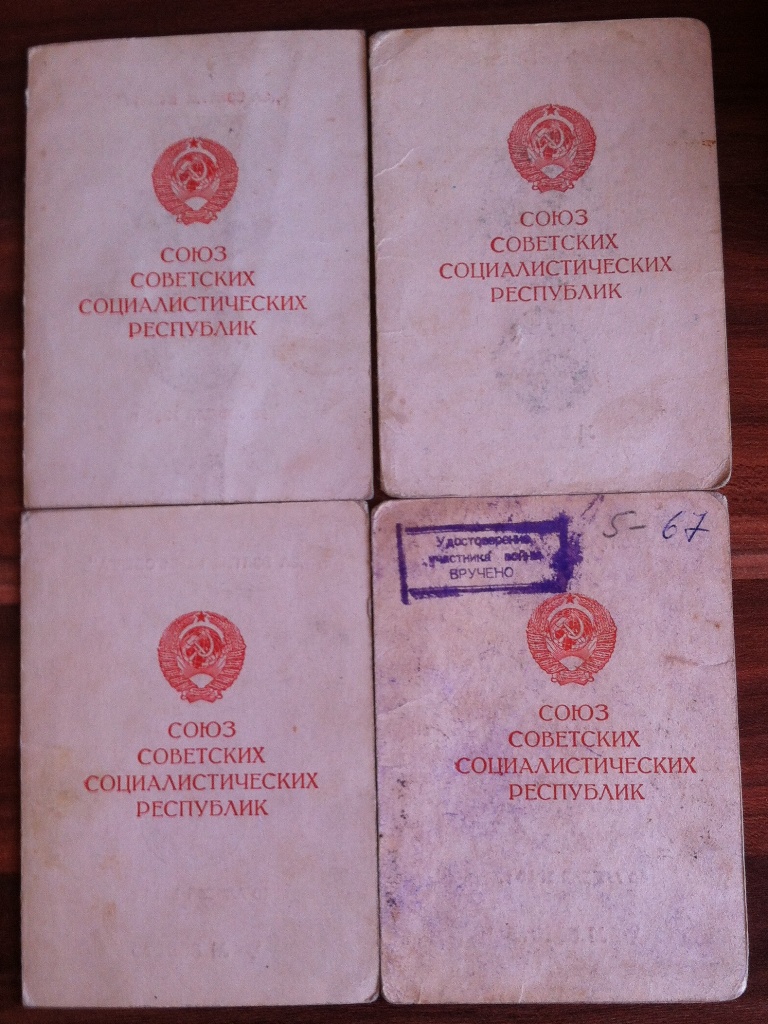 СОЮЗ
СОВЕТСКИХ
СОЦИАЛИСТИЧЕСКИХ
РЕСПУБЛИК
СОЮЗ
СОВЕТСКИХ
СОЦИАЛИСТИЧЕСКИХ
РЕСПУБЛИК
СОЮЗ
СОВЕТСКИХ
СОЦИАЛИСТИЧЕСКИХ
РЕСПУБЛИК
5- 67
Удостоверение
участника войны
ВРУЧЕНО
СОЮЗ
СОВЕТСКИХ
СОЦИАЛИСТИЧЕСКИХ
РЕСПУБЛИК